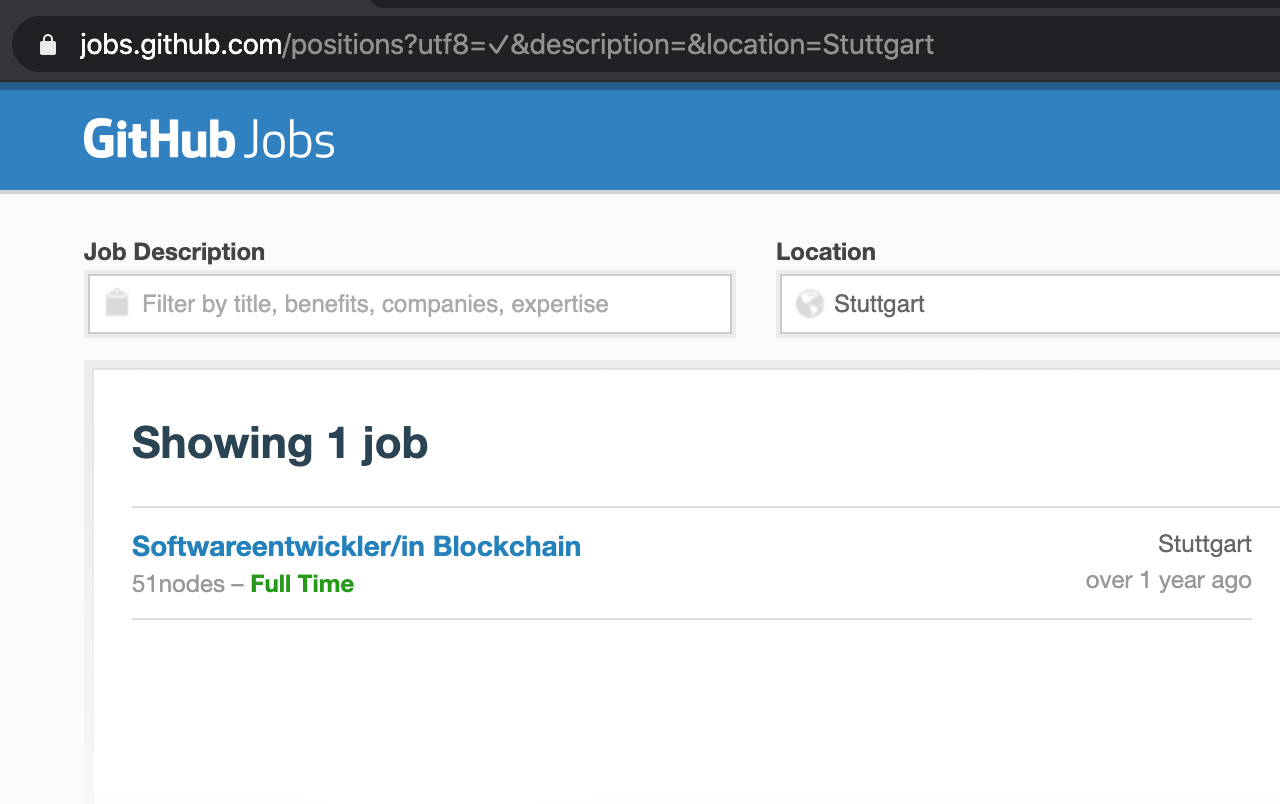 jobs.github.com/positions?utf8=✓&description=&location=Stuttgart
GitHub Jobs
Job Description
Location
Filter by title, benefits, companies, expertise
Stuttgart
Showing 1 job
Softwareentwickler/in Blockchain
Stuttgart
51nodes – Full Time
over 1 year ago